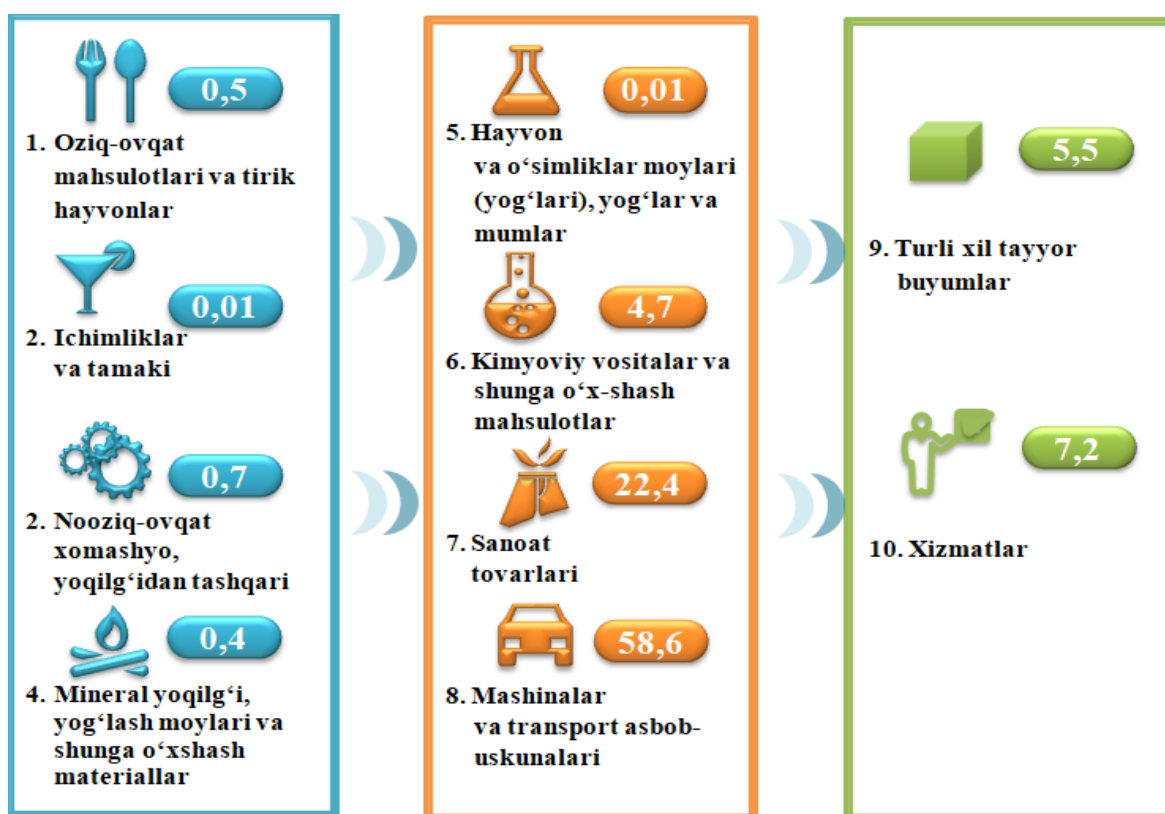 0,5
1. Oziq-ovqat
mahsulotlari va tirik
hayvonlar
0,01
2. Ichimliklar
va tamaki
0,7
2. Nooziq-ovqat
xomashyo,
yoqilg‘idan tashqari
0,4
4. Mineral yoqilg‘i,
yog‘lash moylari va
shunga o‘xshash
materiallar
0,01
5. Hayvon
va o‘simliklar moylari
(yog‘lari), yog‘lar va
mumlar
4,7
6. Kimyoviy vositalar va
shunga o‘x-shash
mahsulotlar
22,4
7. Sanoat
tovarlari
58,6
8. Mashinalar
va transport asbob-
uskunalari
5,5
9. Turli xil tayyor
buyumlar
7,2
10. Xizmatlar